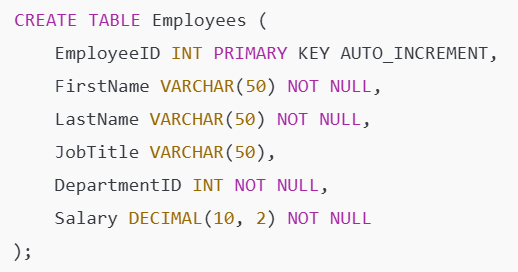 CREATE TABLE Employees (
    EmployeeID INT PRIMARY KEY AUTO_INCREMENT,
    FirstName VARCHAR(50) NOT NULL,
    LastName VARCHAR(50) NOT NULL,
    JobTitle VARCHAR(50),
    DepartmentID INT NOT NULL,
    Salary DECIMAL(10, 2) NOT NULL
);